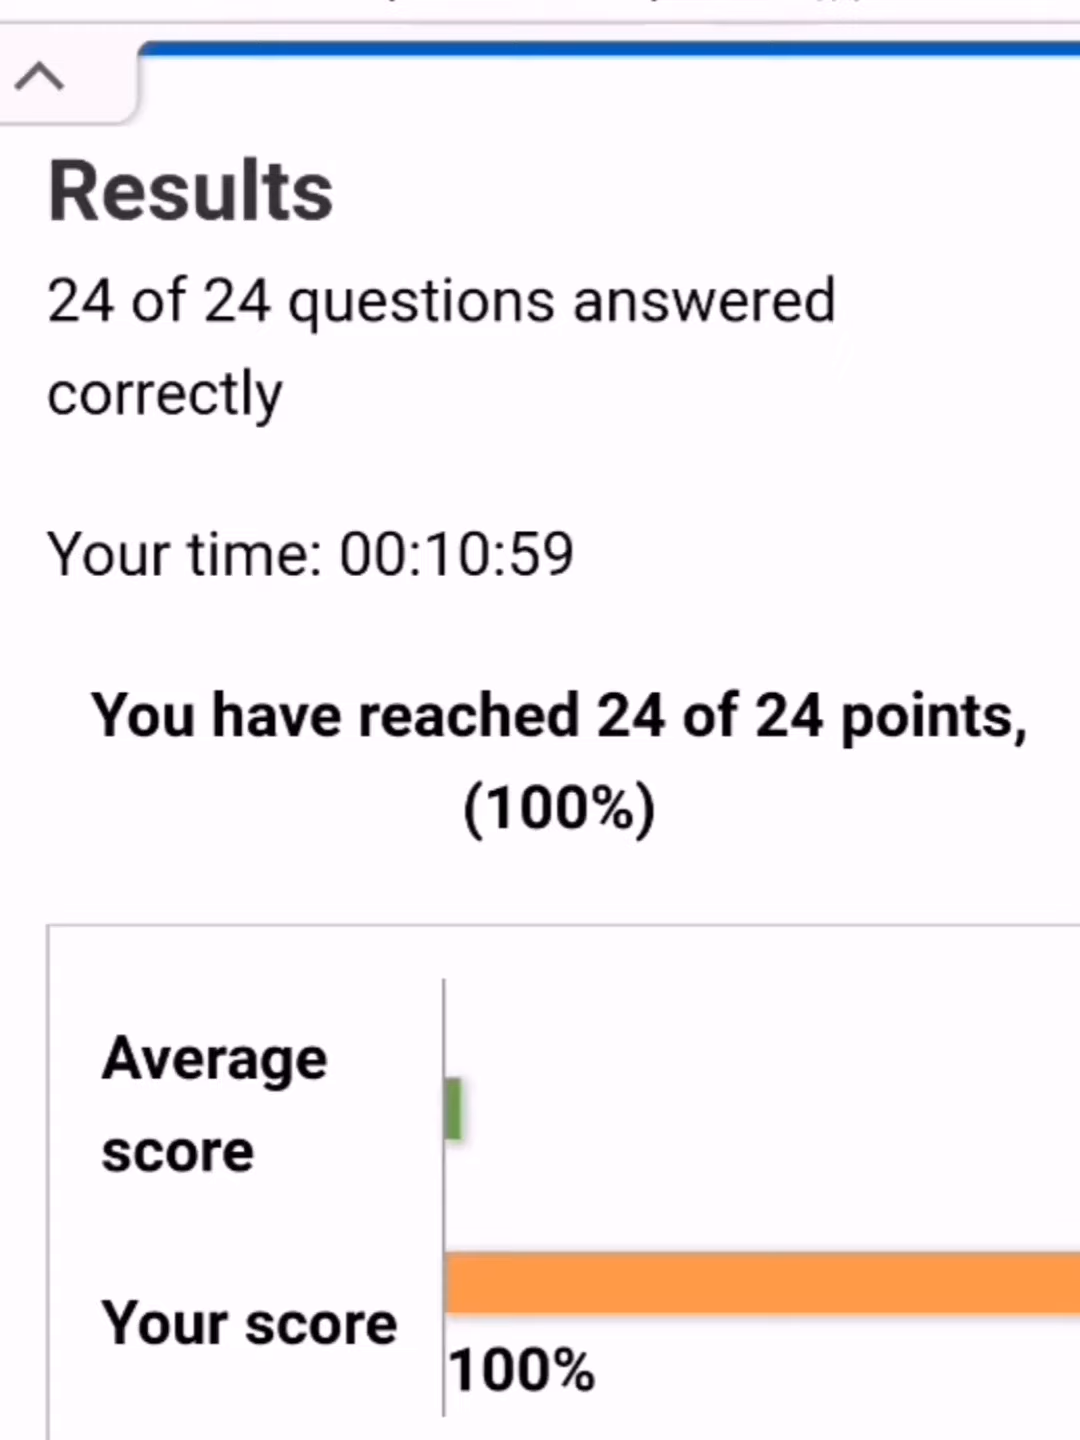 Results
24 of 24 questions answered
correctly
Your time: 00:10:59
You have reached 24 of 24 points,
(100%)
Average
score
Your score
100%